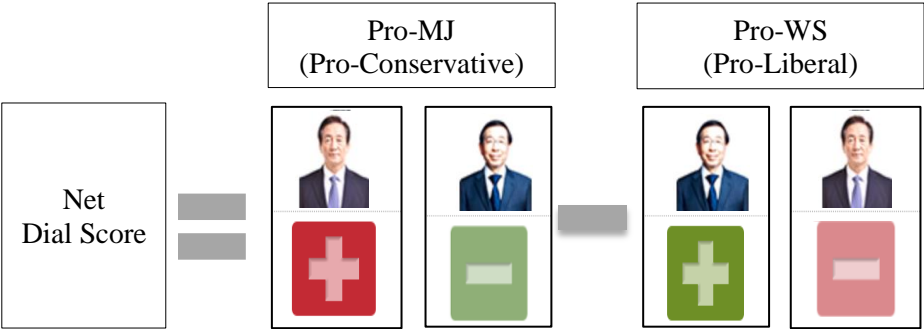 Pro-MJ
(Pro-Conservative)
Pro-WS
(Pro-Liberal)
Net
Dial Score